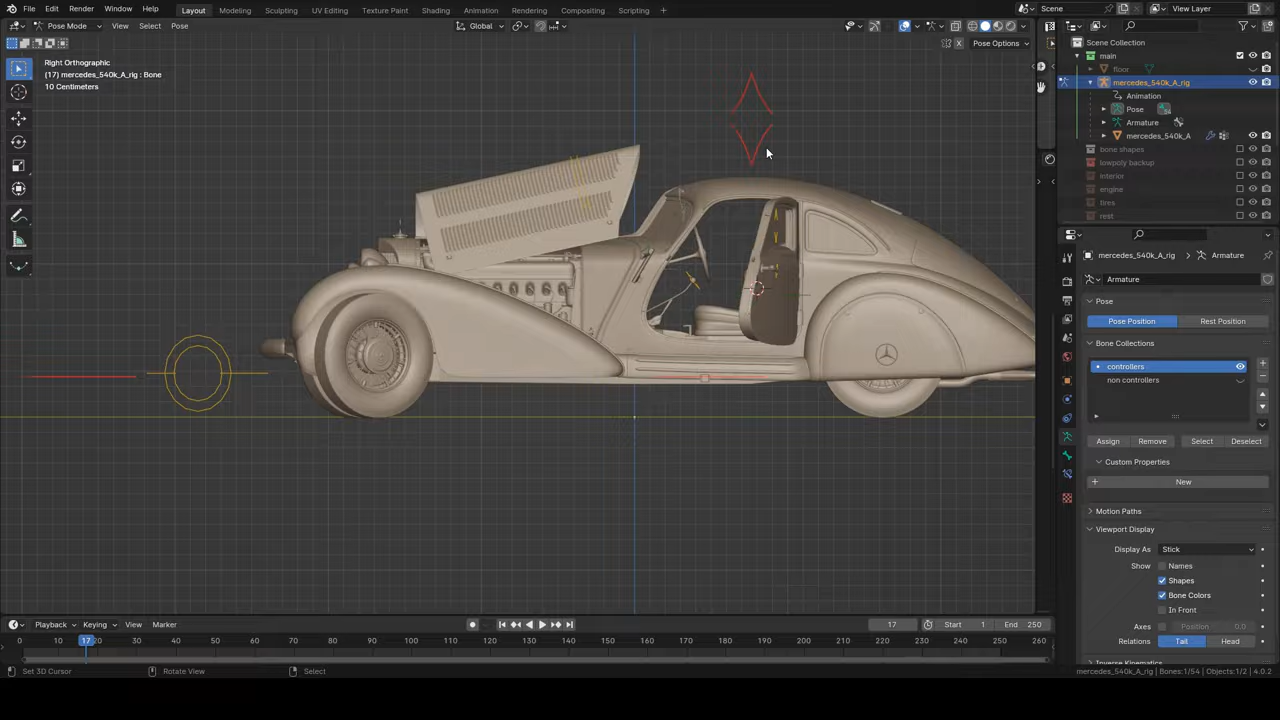 File Edit Render Window Help Layout Modeling Sculpting UV Editing Texture Paint Shading Animation Rendering Compositing Scripting Scene View Layer
Pose Mode View Select Pose Global
Pose Options
Right Orthographic
(17) mercedes_540k_A_rig : Bone
10 Centimeters
Scene Collection
main
floor
mercedes_540k_A_rig
Animation
Pose
Armature
mercedes_540k_A
bone shapes
lowpoly backup
interior
engine
tires
rest
mercedes_540k_A_rig Armature
Armature
Pose
Pose Position Rest Position
Bone Collections
controllers
non controllers
Assign Remove Select Deselect
Custom Properties
New
Motion Paths
Viewport Display
Display As Stick
Show Names
Shapes
Bone Colors
In Front
Axes Position 0.0
Relations Tail Head
Inverse Kinematics
Playback Keying View Marker 17 Start 1 End 250
0 10 17 20 30 40 50 60 70 80 90 100 110 120 130 140 150 160 170 180 190 200 210 220 230 240 250 260
Set 3D Cursor Rotate View Select mercedes_540k_A_rig | Bones:1/54 | Objects:1/2 | 4.0.2